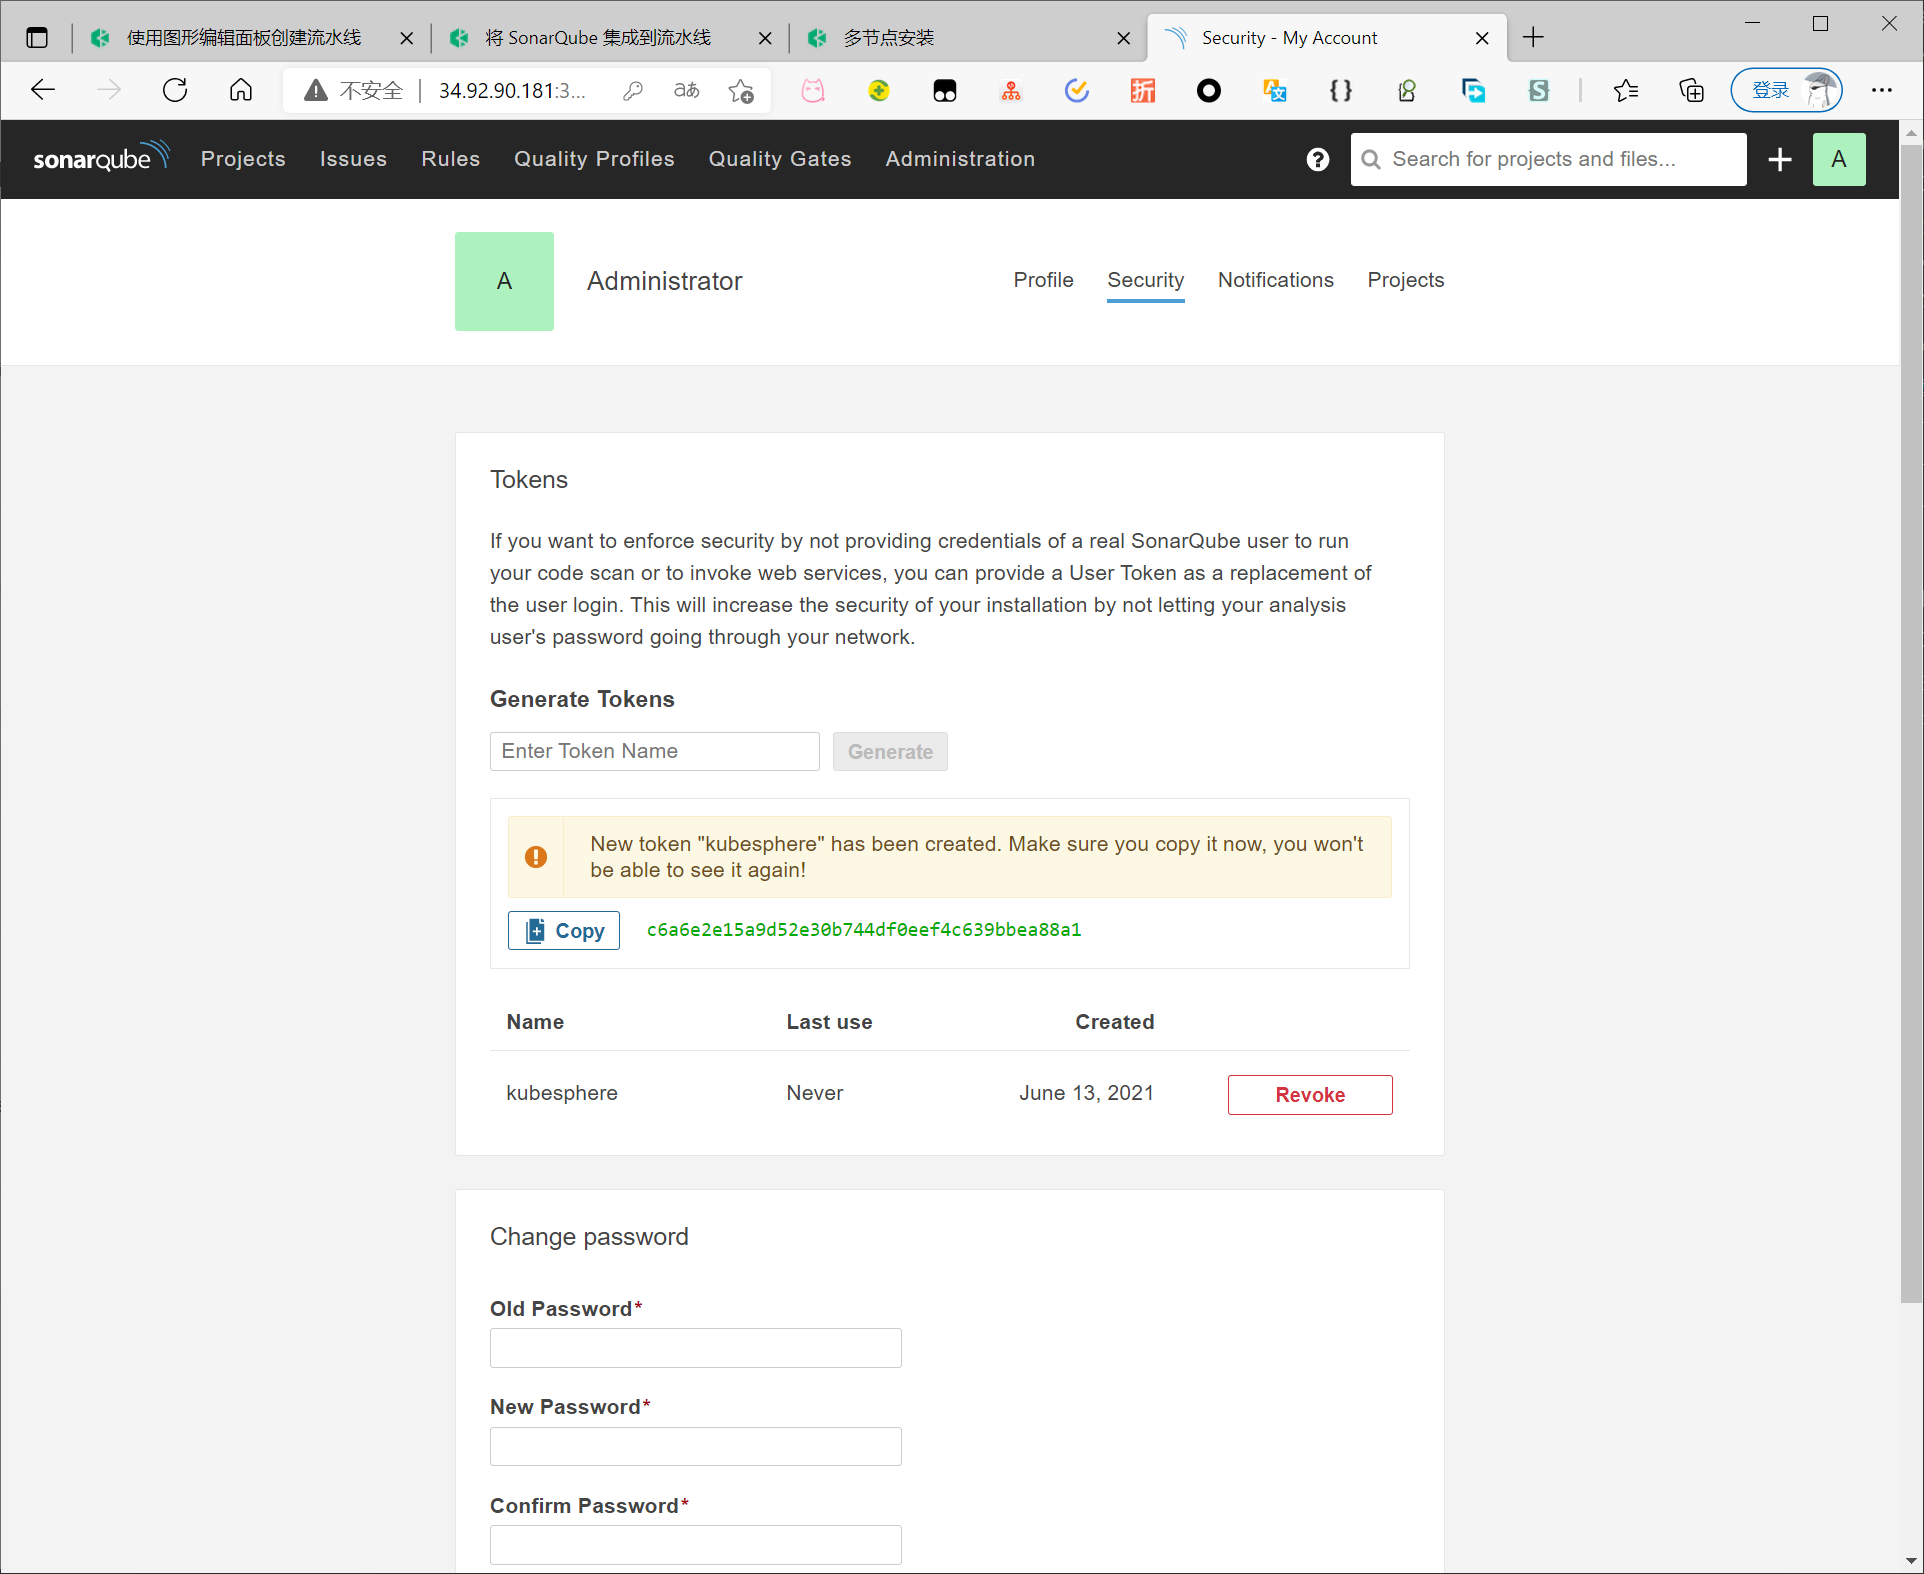 使用图形编辑面板创建流水线
将 SonarQube 集成到流水线
多节点安装
Security - My Account
不安全
34.92.90.181:3...
aあ
折
登录
sonarqube
Projects
Issues
Rules
Quality Profiles
Quality Gates
Administration
Search for projects and files...
A
A
Administrator
Profile
Security
Notifications
Projects
Tokens
If you want to enforce security by not providing credentials of a real SonarQube user to run
your code scan or to invoke web services, you can provide a User Token as a replacement of
the user login. This will increase the security of your installation by not letting your analysis
user's password going through your network.
Generate Tokens
Enter Token Name
Generate
New token "kubesphere" has been created. Make sure you copy it now, you won't
be able to see it again!
Copy
c6a6e2e15a9d52e30b744df0eef4c639bbea88a1
Name Last use Created
kubesphere Never June 13, 2021 Revoke
Change password
Old Password*
New Password*
Confirm Password*